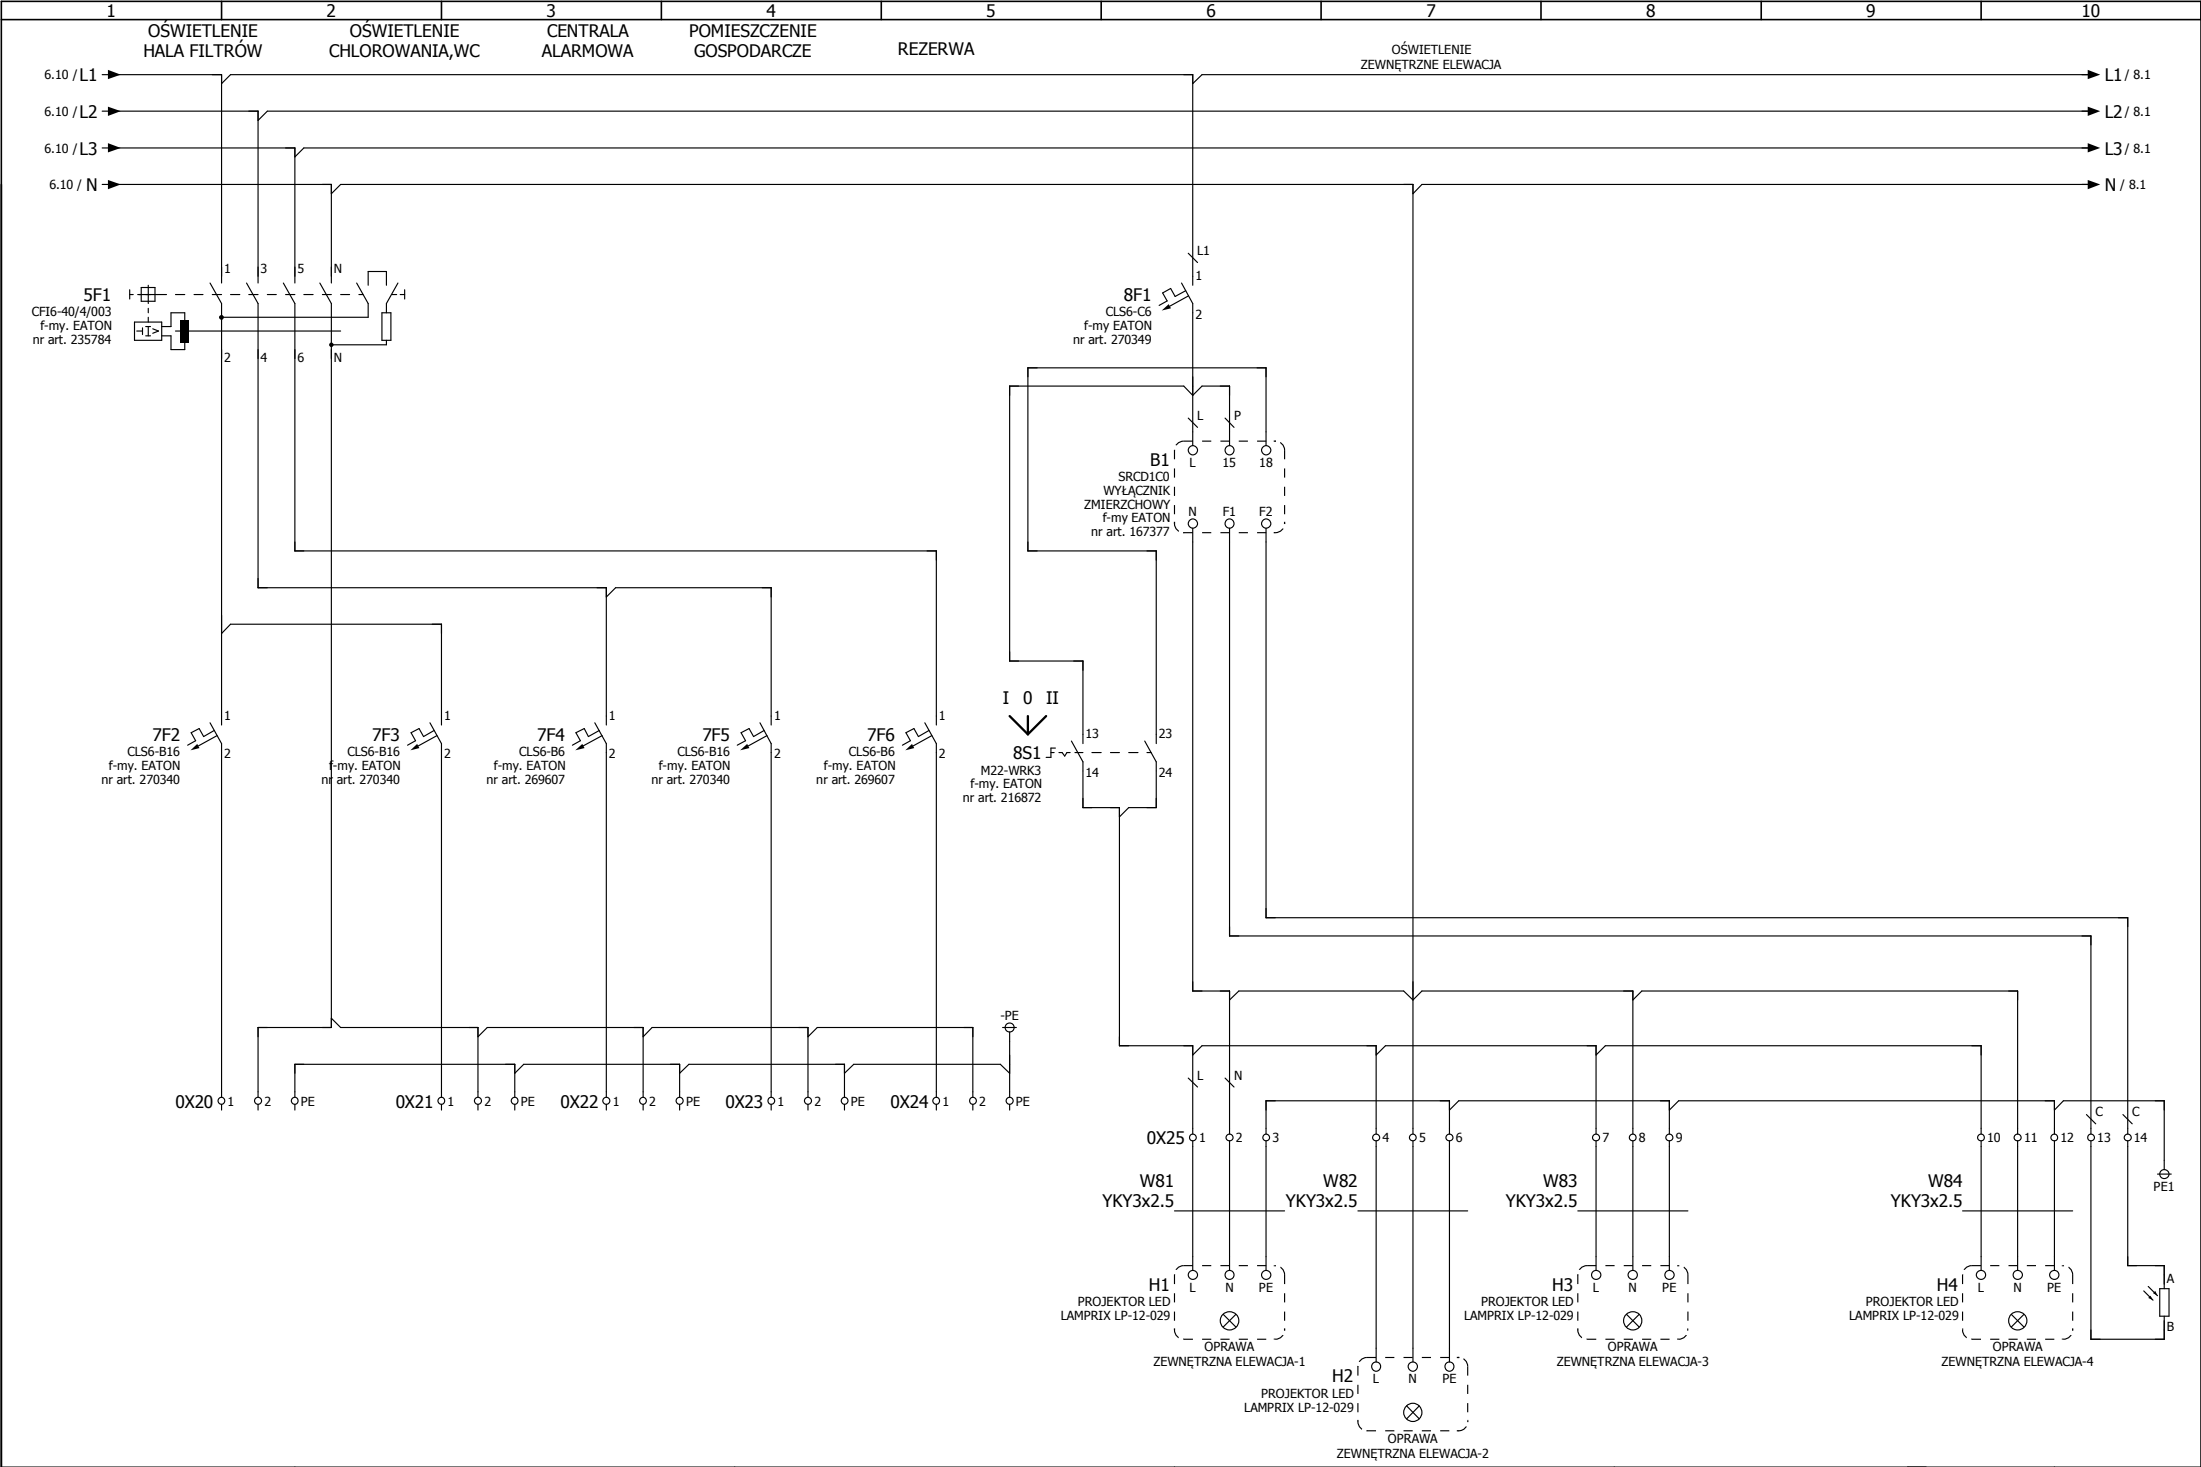 1 2 3 4 5 6 7 8 9 10
OŚWIETLENIE
HALA FILTRÓW
OŚWIETLENIE
CHLOROWANIA,WC
CENTRALA
ALARMOWA
POMIESZCZENIE
GOSPODARCZE
REZERWA
OŚWIETLENIE
ZEWNĘTRZNE ELEWACJA
6.10 / L1
L1 / 8.1
6.10 / L2
L2 / 8.1
6.10 / L3
L3 / 8.1
6.10 / N
N / 8.1
1 3 5 N
5F1
CFI6-40/4/003
f-my. EATON
nr art. 235784
I>
2 4 6 N
L1
1
8F1
CLS6-C6
f-my EATON
nr art. 270349
2
L P
L 15 18
B1
SRCD1C0
WYŁĄCZNIK
ZMIERZCHOWY
f-my EATON
nr art. 167377
N F1 F2
1
7F2
CLS6-B16
f-my. EATON
nr art. 270340
2
1
7F3
CLS6-B16
f-my. EATON
nr art. 270340
2
1
7F4
CLS6-B6
f-my. EATON
nr art. 269607
2
1
7F5
CLS6-B16
f-my. EATON
nr art. 270340
2
1
7F6
CLS6-B6
f-my. EATON
nr art. 269607
2
I 0 II
13 23
8S1
M22-WRK3
f-my. EATON
nr art. 216872
14 24
-PE
0X20 1 2 PE
0X21 1 2 PE
0X22 1 2 PE
0X23 1 2 PE
0X24 1 2 PE
L N
C C
0X25 1 2 3 4 5 6 7 8 9 10 11 12 13 14
PE1
W81
YKY3x2.5
W82
YKY3x2.5
W83
YKY3x2.5
W84
YKY3x2.5
H1
PROJEKTOR LED
LAMPRIX LP-12-029
L N PE
OPRAWA
ZEWNĘTRZNA ELEWACJA-1
H2
PROJEKTOR LED
LAMPRIX LP-12-029
L N PE
OPRAWA
ZEWNĘTRZNA ELEWACJA-2
H3
PROJEKTOR LED
LAMPRIX LP-12-029
L N PE
OPRAWA
ZEWNĘTRZNA ELEWACJA-3
H4
PROJEKTOR LED
LAMPRIX LP-12-029
L N PE
OPRAWA
ZEWNĘTRZNA ELEWACJA-4
A
B